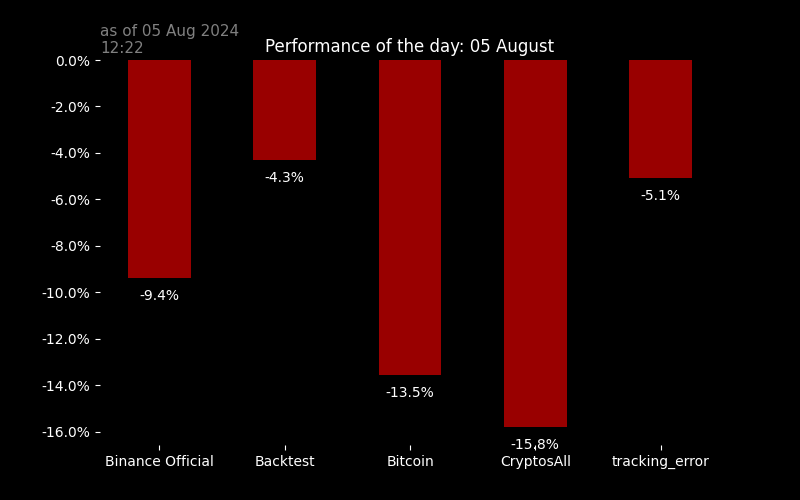 as of 05 Aug 2024
12:22
Performance of the day: 05 August
0.0%
-2.0%
-4.0%
-6.0%
-8.0%
-10.0%
-12.0%
-14.0%
-16.0%
-9.4%
-4.3%
-13.5%
-15.8%
-5.1%
Binance Official
Backtest
Bitcoin
CryptosAll
tracking_error